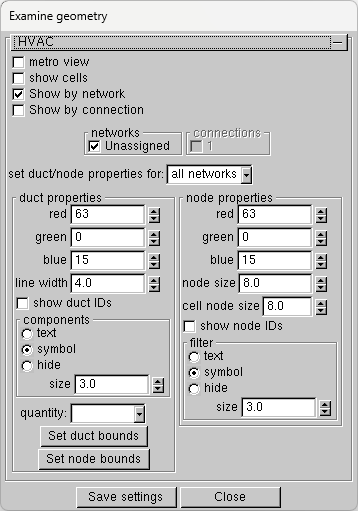 Examine geometry
HVAC
metro view
show cells
Show by network
Show by connection
networks
Unassigned
connections
1
set duct/node properties for: all networks
duct properties
red 63
green 0
blue 15
line width 4.0
show duct IDs
components
text
symbol
hide
size 3.0
quantity:
Set duct bounds
Set node bounds
node properties
red 63
green 0
blue 15
node size 8.0
cell node size 8.0
show node IDs
filter
text
symbol
hide
size 3.0
Save settings
Close